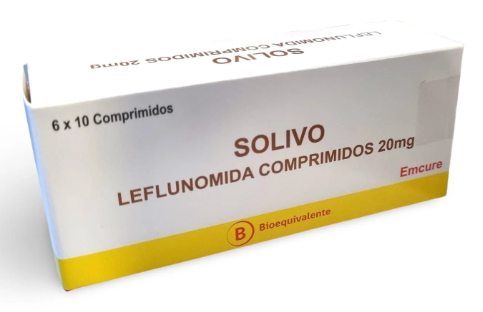 SOLIVO
LEFLUNOMIDA COMPRIMIDOS 20mg
6 x 10 Comprimidos
SOLIVO
LEFLUNOMIDA COMPRIMIDOS 20mg
Emcure
B Bioequivalente